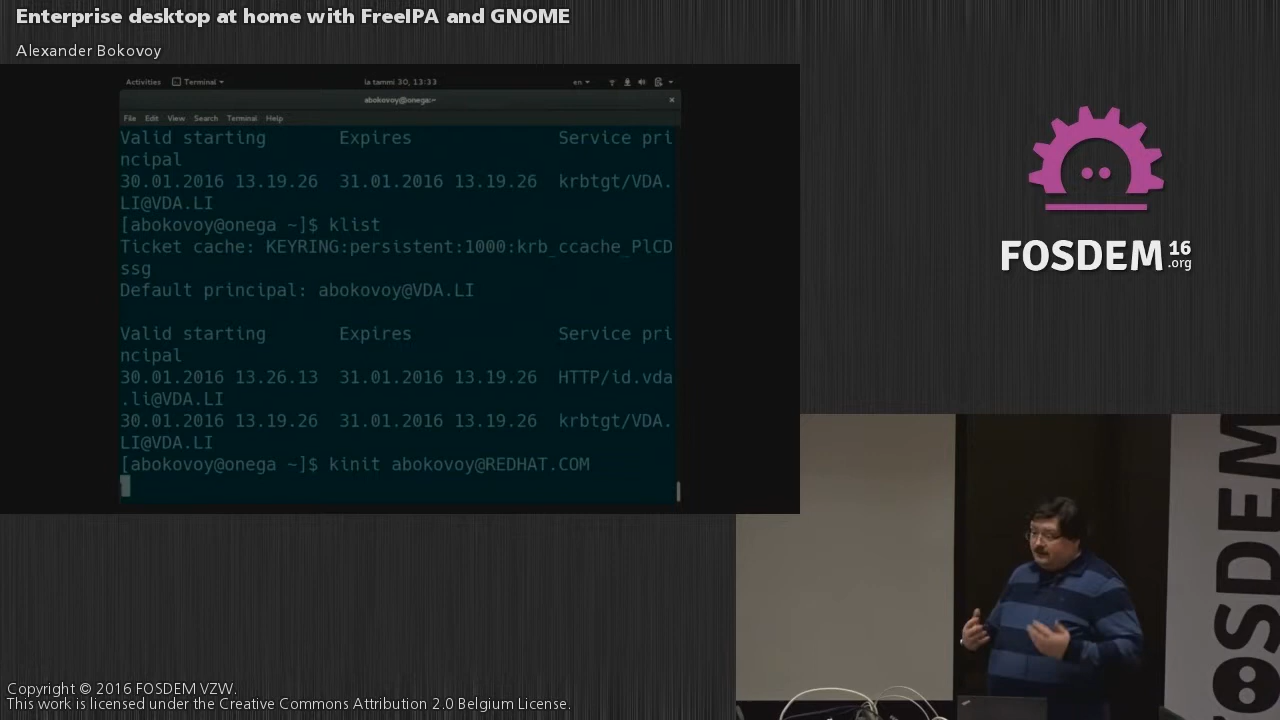 Enterprise desktop at home with FreeIPA and GNOME
Alexander Bokovoy
Activities Terminal la tammi 30, 13:33 en
abokovoy@onega:~
File Edit View Search Terminal Help
Valid starting Expires Service pri
ncipal
30.01.2016 13.19.26 31.01.2016 13.19.26 krbtgt/VDA.
LI@VDA.LI
[abokovoy@onega ~]$ klist
Ticket cache: KEYRING:persistent:1000:krb_ccache_PlCD
ssg
Default principal: abokovoy@VDA.LI
Valid starting Expires Service pri
ncipal
30.01.2016 13.26.13 31.01.2016 13.19.26 HTTP/id.vda
.li@VDA.LI
30.01.2016 13.19.26 31.01.2016 13.19.26 krbtgt/VDA.
LI@VDA.LI
[abokovoy@onega ~]$ kinit abokovoy@REDHAT.COM
FOSDEM 16
.org
FOSDEM
Copyright © 2016 FOSDEM VZW.
This work is licensed under the Creative Commons Attribution 2.0 Belgium License.